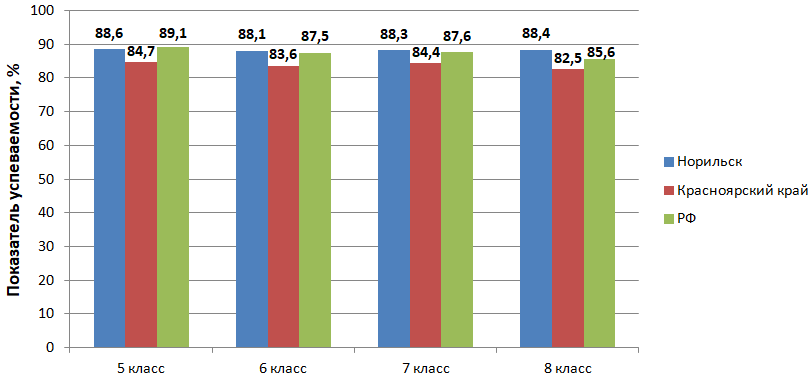 Показатель успеваемости, %
100
90
80
70
60
50
40
30
20
10
0
88,6 84,7 89,1
88,1 83,6 87,5
88,3 84,4 87,6
88,4 82,5 85,6
5 класс 6 класс 7 класс 8 класс
Норильск
Красноярский край
РФ